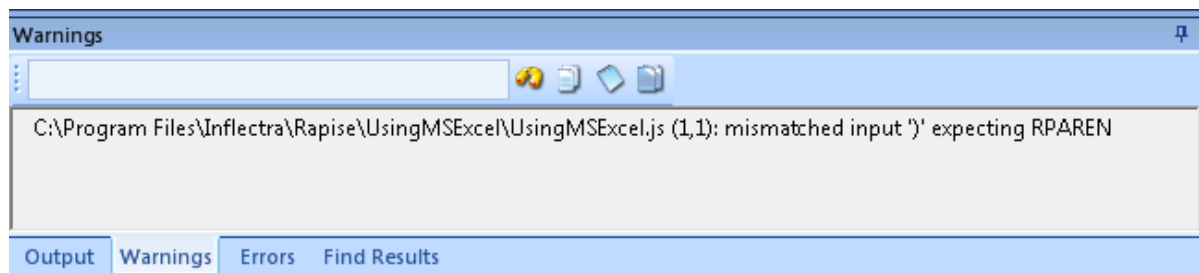 Warnings
C:\Program Files\Inflectra\Rapise\UsingMSExcel\UsingMSExcel.js (1,1): mismatched input ')' expecting RPAREN
Output Warnings Errors Find Results